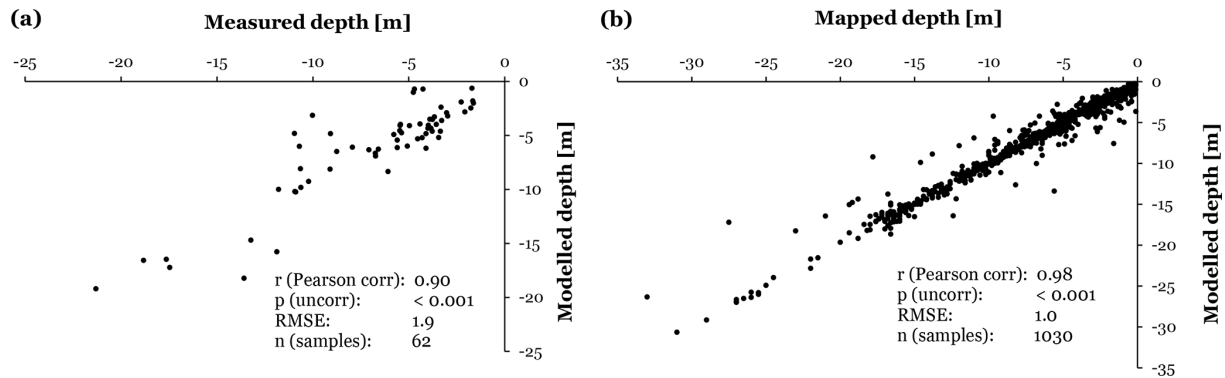 (a)
Measured depth [m]
-25 -20 -15 -10 -5 0
0
-5
-10
-15
-20
-25
Modelled depth [m]
r (Pearson corr): 0.90
p (uncorr): < 0.001
RMSE: 1.9
n (samples): 62
(b)
Mapped depth [m]
-35 -30 -25 -20 -15 -10 -5 0
0
-5
-10
-15
-20
-25
-30
-35
Modelled depth [m]
r (Pearson corr): 0.98
p (uncorr): < 0.001
RMSE: 1.0
n (samples): 1030